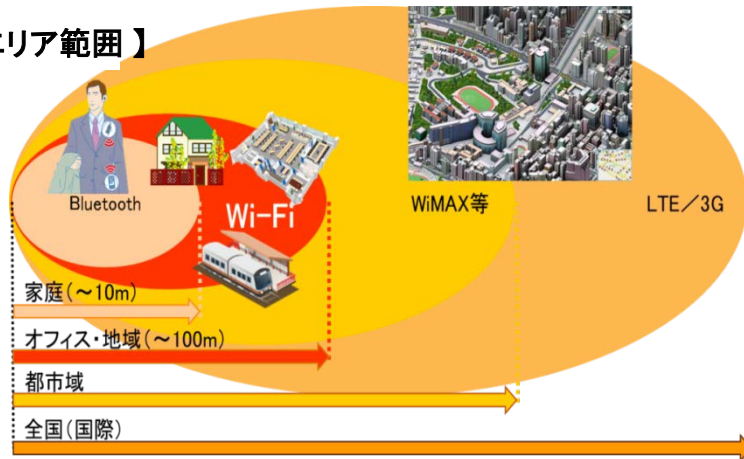 エリア範囲 】
Bluetooth
Wi-Fi
WiMAX等
LTE／3G
家庭(～10m)
オフィス・地域(～100m)
都市域
全国(国際)